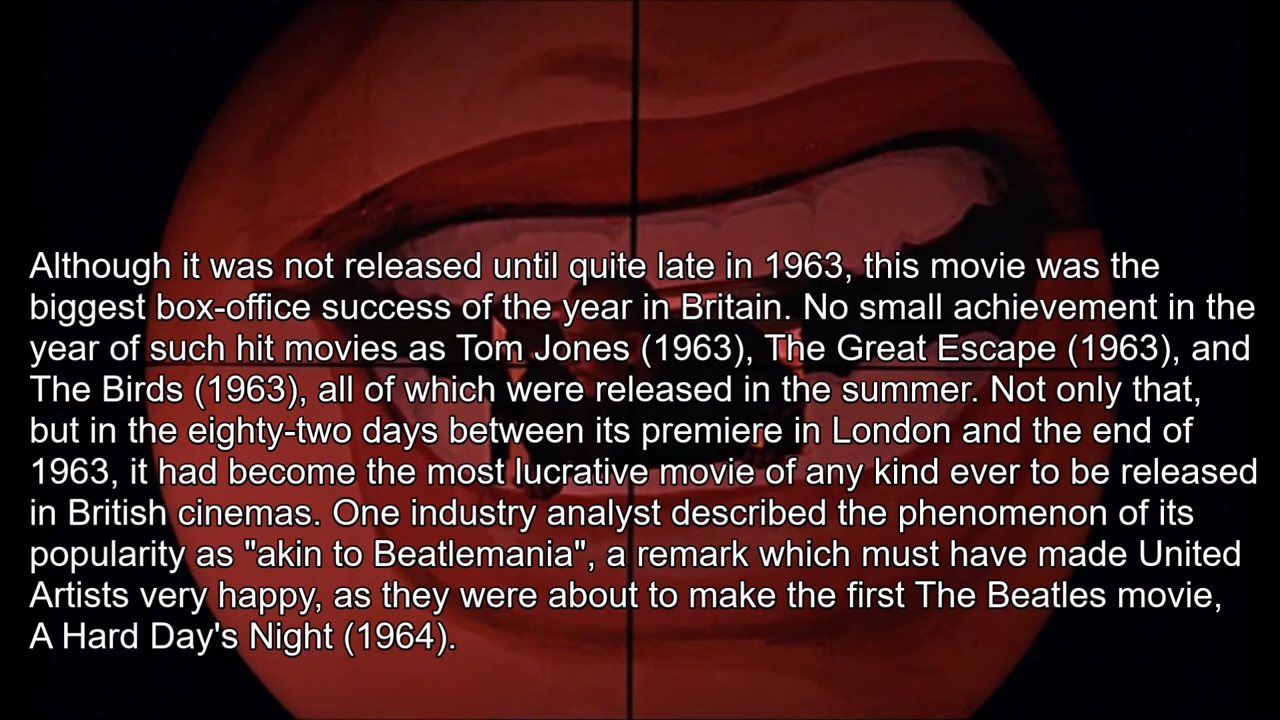 Although it was not released until quite late in 1963, this movie was the
biggest box-office success of the year in Britain. No small achievement in the
year of such hit movies as Tom Jones (1963), The Great Escape (1963), and
The Birds (1963), all of which were released in the summer. Not only that,
but in the eighty-two days between its premiere in London and the end of
1963, it had become the most lucrative movie of any kind ever to be released
in British cinemas. One industry analyst described the phenomenon of its
popularity as "akin to Beatlemania", a remark which must have made United
Artists very happy, as they were about to make the first The Beatles movie,
A Hard Day's Night (1964).